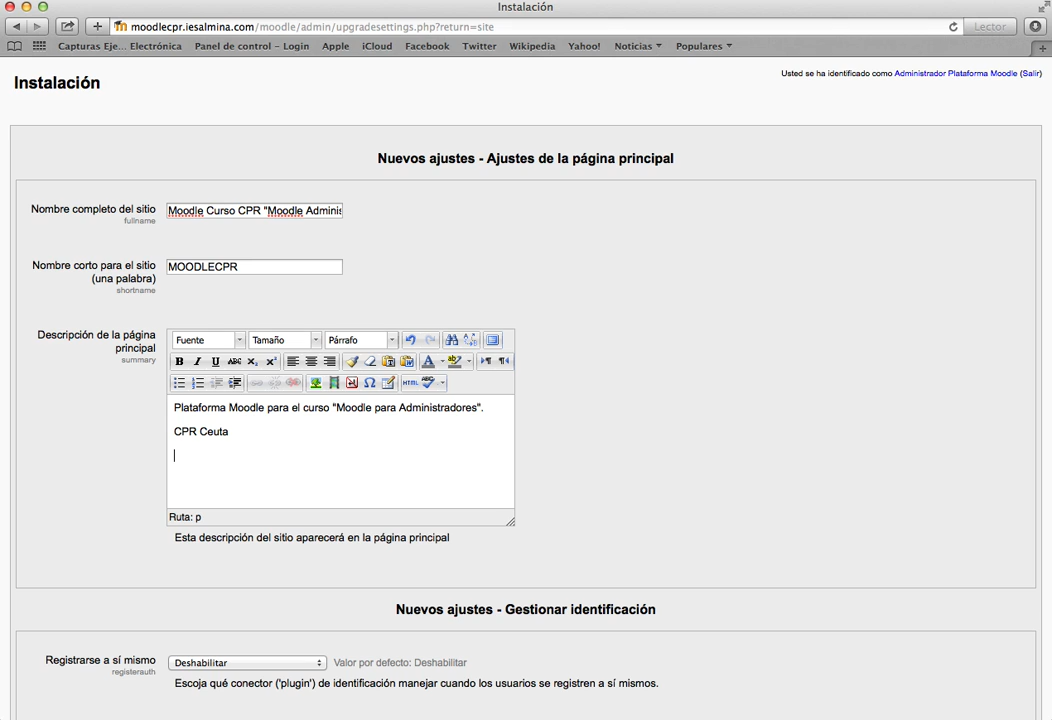 Instalación
moodlecpr.iesalmina.com/moodle/admin/upgradesettings.php?return=site
Lector
Capturas Eje... Electrónica Panel de control - Login Apple iCloud Facebook Twitter Wikipedia Yahoo! Noticias Populares
Usted se ha identificado como Administrador Plataforma Moodle (Salir)
Instalación
Nuevos ajustes - Ajustes de la página principal
Nombre completo del sitio
fullname
Moodle Curso CPR "Moodle Adminis
Nombre corto para el sitio
(una palabra)
shortname
MOODLECPR
Descripción de la página
principal
summary
Fuente Tamaño Párrafo
B I U ABC X₂ X² A ab
Ω HTML ABC
Plataforma Moodle para el curso "Moodle para Administradores".
CPR Ceuta
Ruta: p
Esta descripción del sitio aparecerá en la página principal
Nuevos ajustes - Gestionar identificación
Registrarse a sí mismo
registerauth
Deshabilitar Valor por defecto: Deshabilitar
Escoja qué conector ('plugin') de identificación manejar cuando los usuarios se registren a sí mismos.